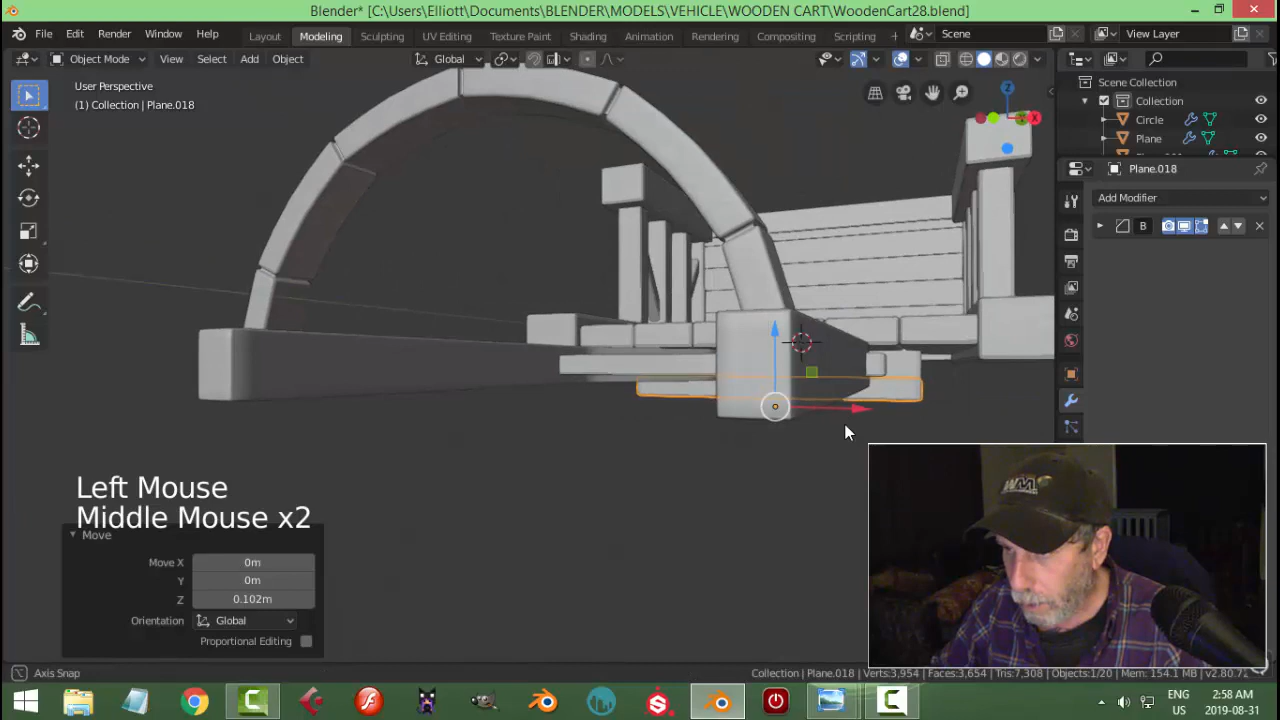 Blender* [C:\Users\Elliott\Documents\BLENDER\MODELS\VEHICLE\WOODEN CART\WoodenCart28.blend]
File Edit Render Window Help Layout Modeling Sculpting UV Editing Texture Paint Shading Animation Rendering Compositing Scripting + Scene View Layer
Object Mode View Select Add Object Global
User Perspective
(1) Collection | Plane.018
Scene Collection
Collection
Circle
Plane
Plane.018
Add Modifier
B
Z
X
Left Mouse
Middle Mouse x2
Move
Move X 0m
Y 0m
Z 0.102m
Orientation Global
Proportional Editing
Axis Snap
Collection | Plane.018 | Verts:3,954 | Faces:3,654 | Tris:7,308 | Objects:1/20 | Mem: 154.1 MB | v2.80.7
ENG
US
2:58 AM
2019-08-31